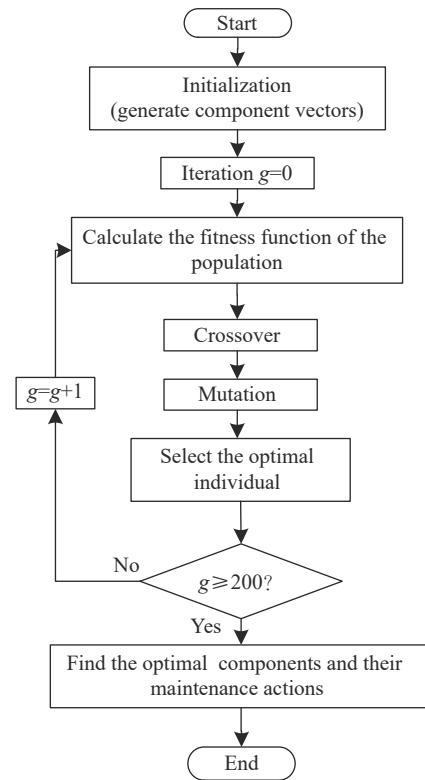 Start
Initialization
(generate component vectors)
Iteration g=0
Calculate the fitness function of the
population
Crossover
g=g+1
Mutation
Select the optimal
individual
No
g⩾200?
Yes
Find the optimal components and their
maintenance actions
End